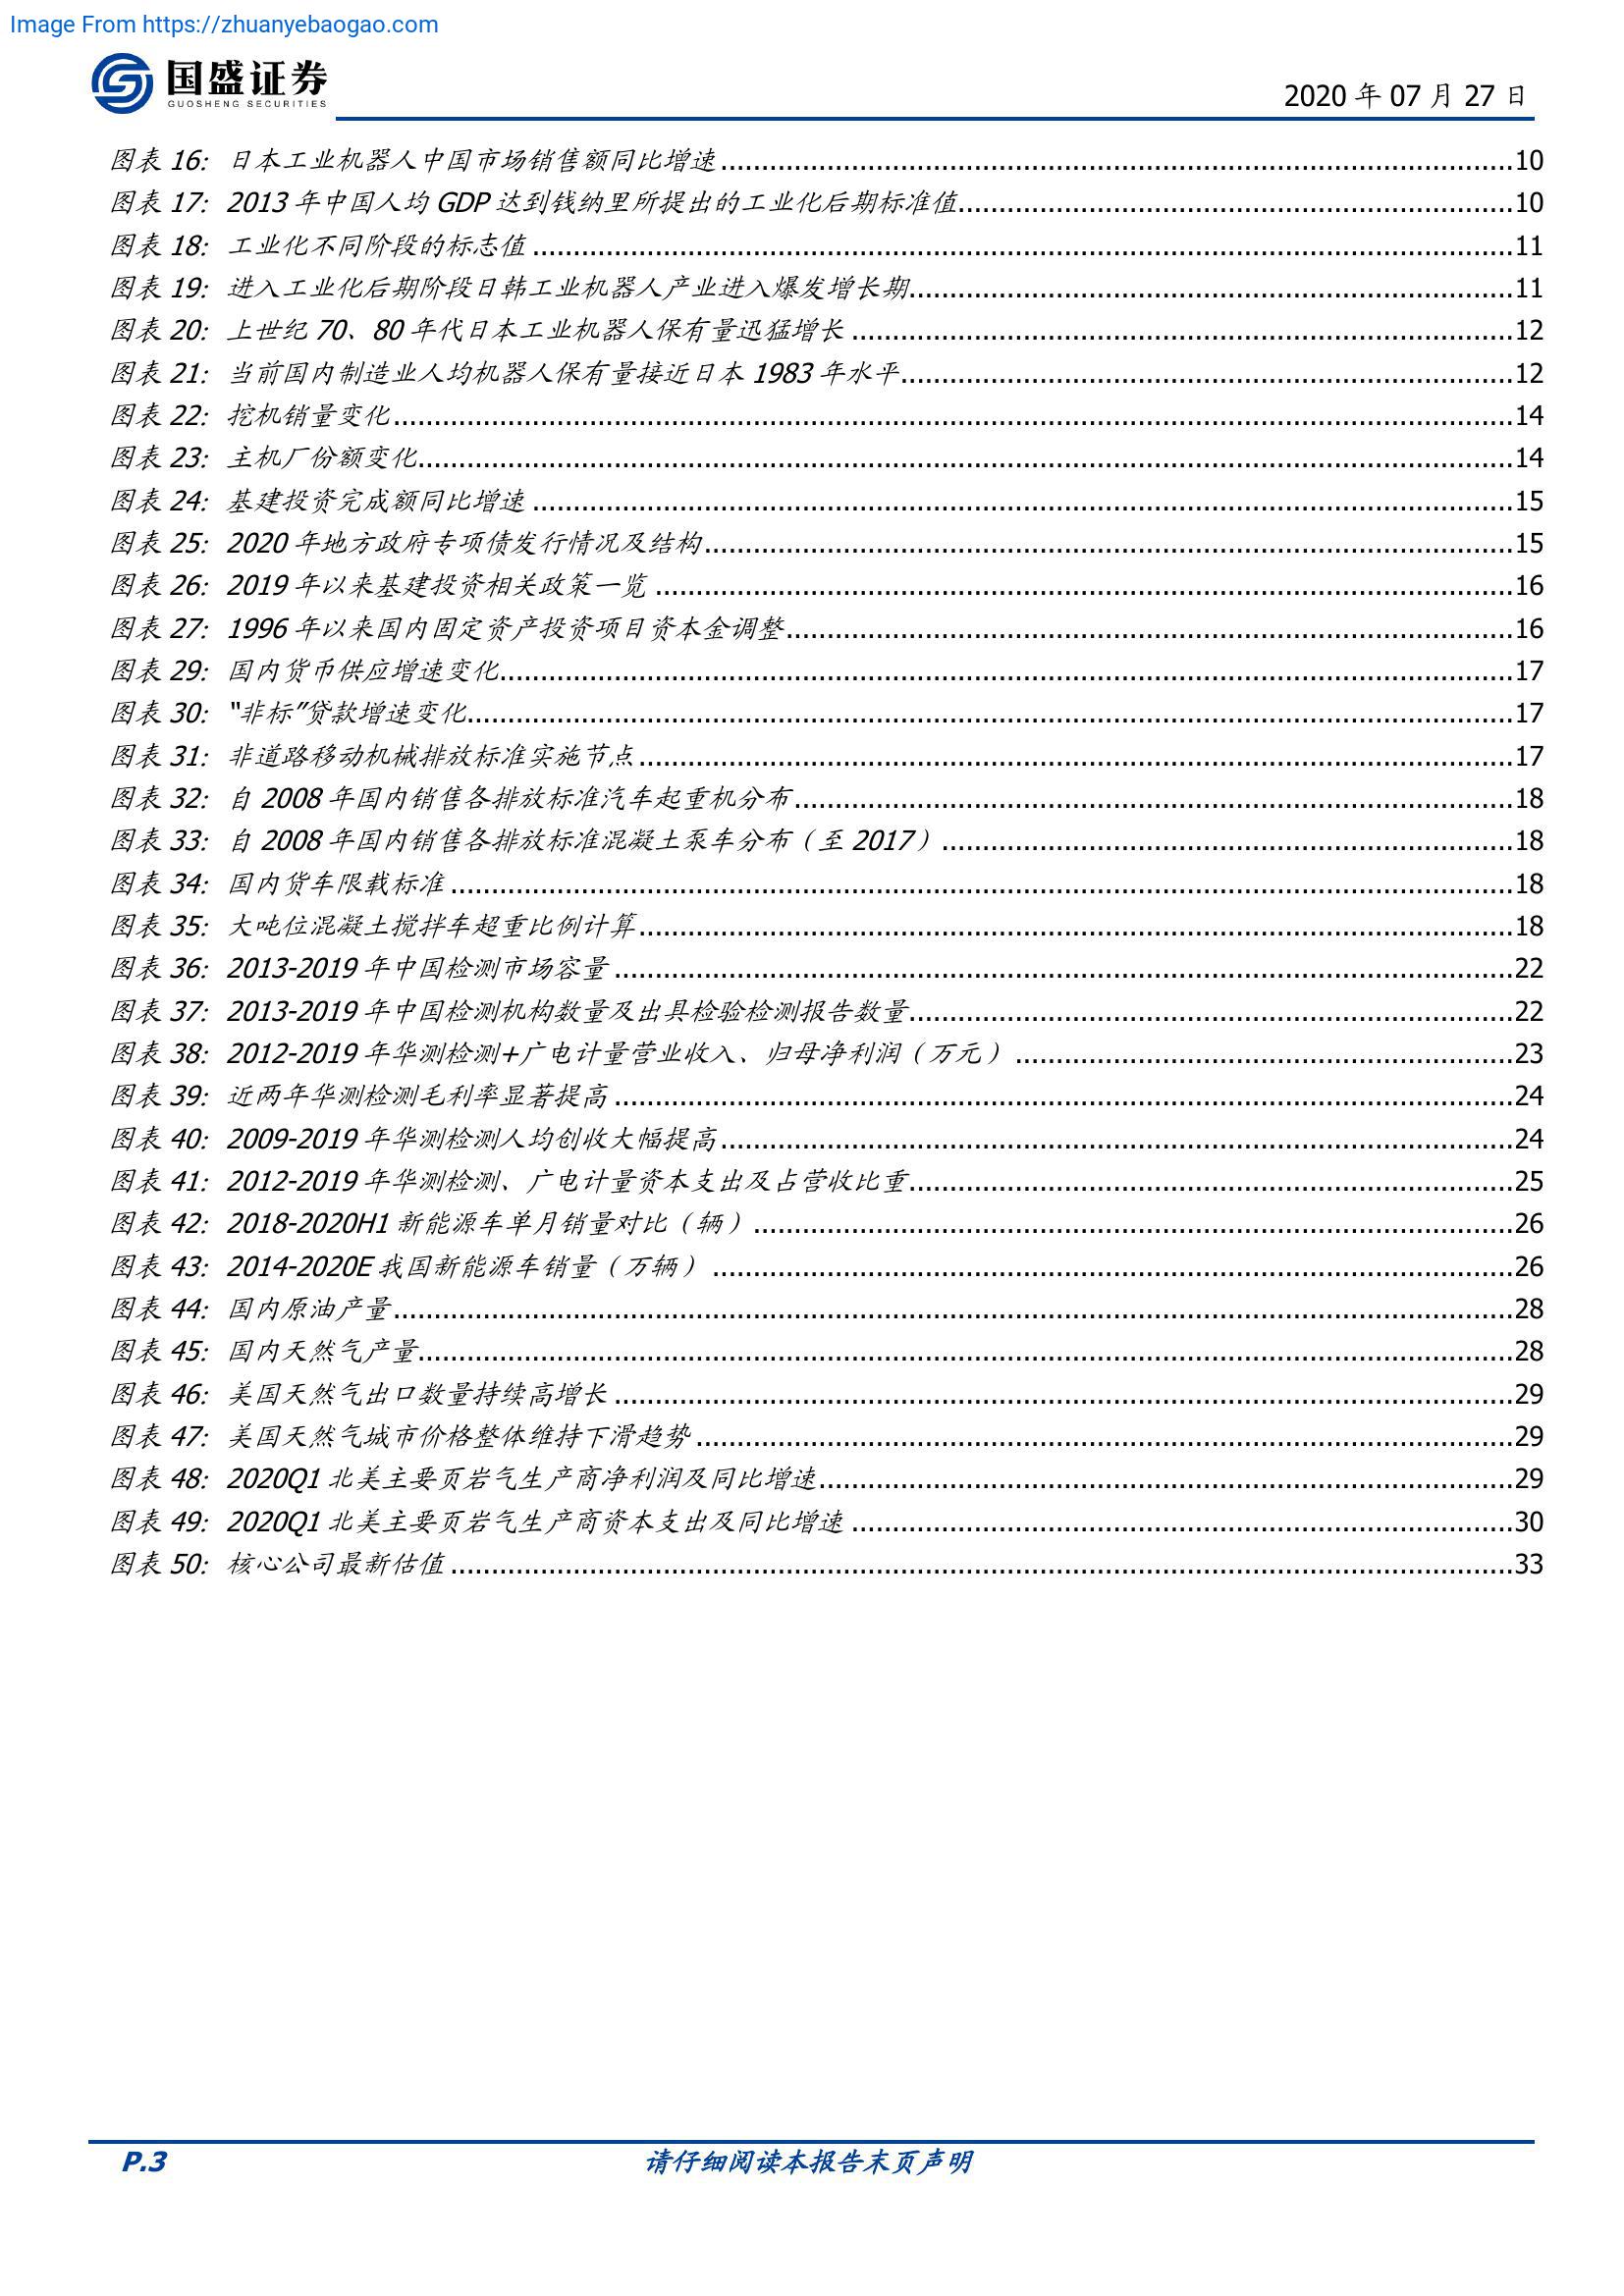 Image From https://zhuanyebaogao.com
国盛证券
GUOSHENG SECURITIES
2020 年 07 月 27 日
图表 16: 日本工业机器人中国市场销售额同比增速....................10
图表 17: 2013 年中国人均 GDP 达到钱纳里所提出的工业化后期标准值....................10
图表 18: 工业化不同阶段的标志值....................11
图表 19: 进入工业化后期阶段日韩工业机器人产业进入爆发增长期....................11
图表 20: 上世纪 70、80 年代日本工业机器人保有量迅猛增长....................12
图表 21: 当前国内制造业人均机器人保有量接近日本 1983 年水平....................12
图表 22: 挖机销量变化....................14
图表 23: 主机厂份额变化....................14
图表 24: 基建投资完成额同比增速....................15
图表 25: 2020 年地方政府专项债发行情况及结构....................15
图表 26: 2019 年以来基建投资相关政策一览....................16
图表 27: 1996 年以来国内固定资产投资项目资本金调整....................16
图表 29: 国内货币供应增速变化....................17
图表 30: "非标"贷款增速变化....................17
图表 31: 非道路移动机械排放标准实施节点....................17
图表 32: 自 2008 年国内销售各排放标准汽车起重机分布....................18
图表 33: 自 2008 年国内销售各排放标准混凝土泵车分布（至 2017）....................18
图表 34: 国内货车限载标准....................18
图表 35: 大吨位混凝土搅拌车超重比例计算....................18
图表 36: 2013-2019 年中国检测市场容量....................22
图表 37: 2013-2019 年中国检测机构数量及出具检验检测报告数量....................22
图表 38: 2012-2019 年华测检测+广电计量营业收入、归母净利润（万元）....................23
图表 39: 近两年华测检测毛利率显著提高....................24
图表 40: 2009-2019 年华测检测人均创收大幅提高....................24
图表 41: 2012-2019 年华测检测、广电计量资本支出及占营收比重....................25
图表 42: 2018-2020H1 新能源车单月销量对比（辆）....................26
图表 43: 2014-2020E 我国新能源车销量（万辆）....................26
图表 44: 国内原油产量....................28
图表 45: 国内天然气产量....................28
图表 46: 美国天然气出口数量持续高增长....................29
图表 47: 美国天然气城市价格整体维持下滑趋势....................29
图表 48: 2020Q1 北美主要页岩气生产商净利润及同比增速....................29
图表 49: 2020Q1 北美主要页岩气生产商资本支出及同比增速....................30
图表 50: 核心公司最新估值....................33
P.3
请仔细阅读本报告末页声明